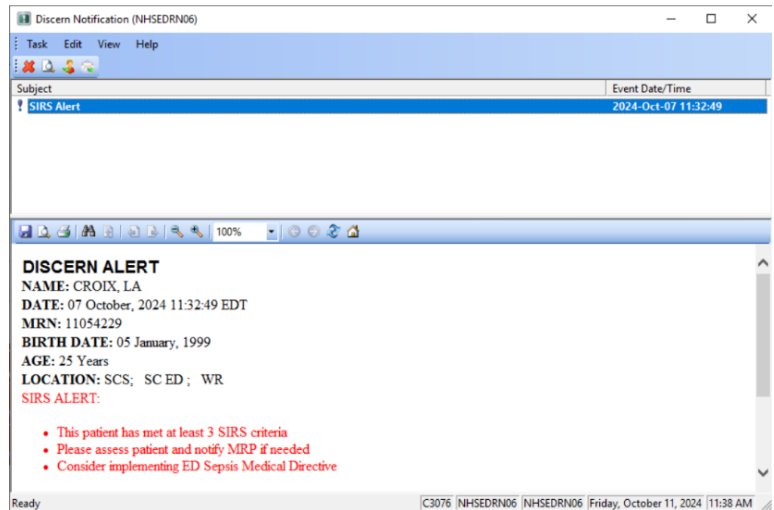 Discern Notification (NHSEDRN06)
Task Edit View Help
Subject Event Date/Time
SIRS Alert 2024-Oct-07 11:32:49
100%
DISCERN ALERT
NAME: CROIX, LA
DATE: 07 October, 2024 11:32:49 EDT
MRN: 11054229
BIRTH DATE: 05 January, 1999
AGE: 25 Years
LOCATION: SCS; SC ED ; WR
SIRS ALERT:
• This patient has met at least 3 SIRS criteria
• Please assess patient and notify MRP if needed
• Consider implementing ED Sepsis Medical Directive
Ready C3076 NHSEDRN06 NHSEDRN06 Friday, October 11, 2024 11:38 AM